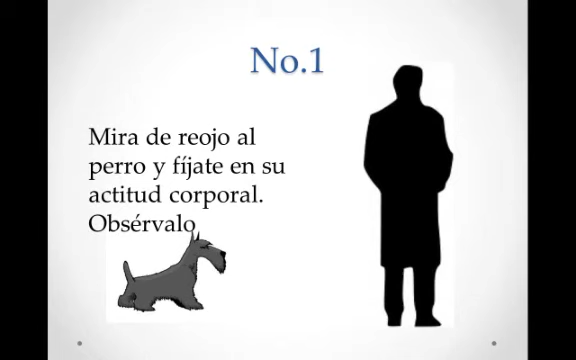 No.1
Mira de reojo al
perro y fíjate en su
actitud corporal.
Obsérvalo